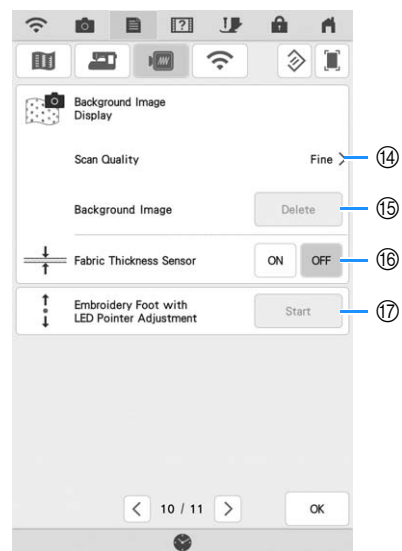 Background Image
Display
Scan Quality Fine > ⑭
Background Image Delete ⑮
Fabric Thickness Sensor ON OFF ⑯
Embroidery Foot with
LED Pointer Adjustment Start ⑰
< 10 / 11 > OK